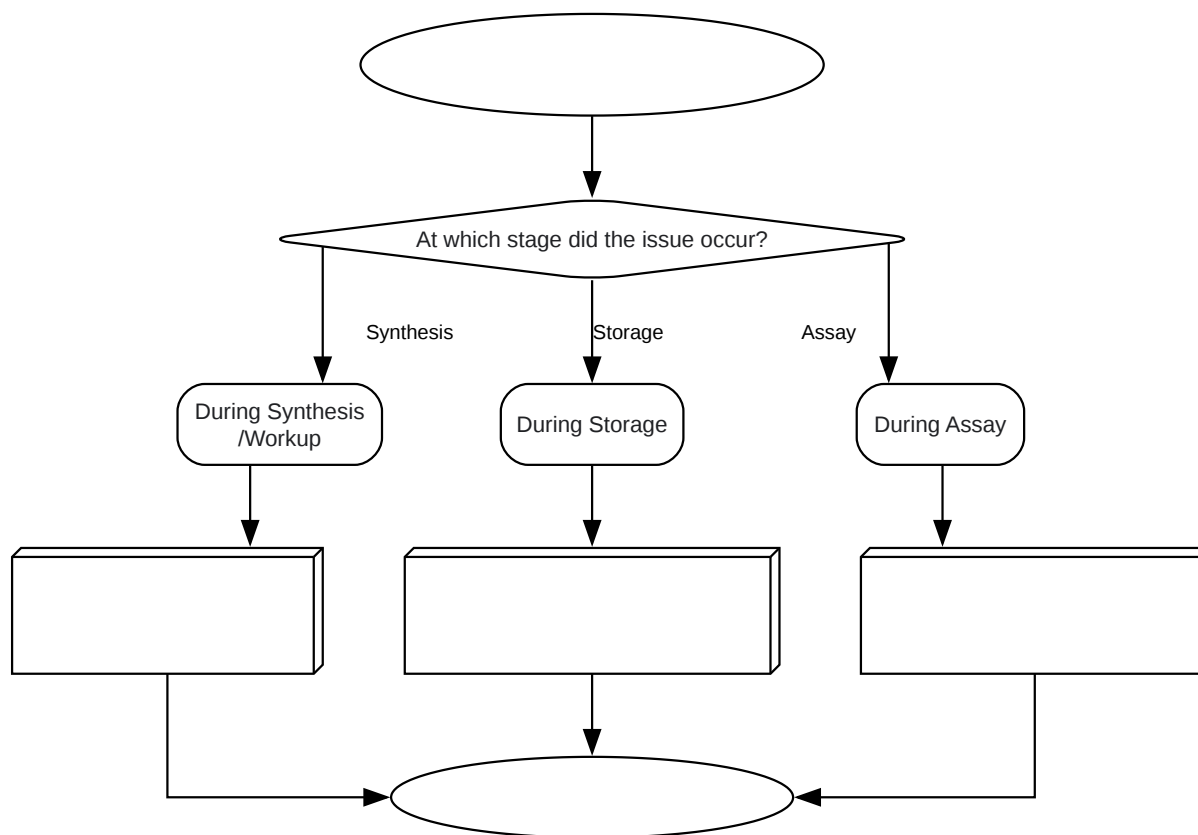 At which stage did the issue occur?
Synthesis
Storage
Assay
During Synthesis
/Workup
During Storage
During Assay